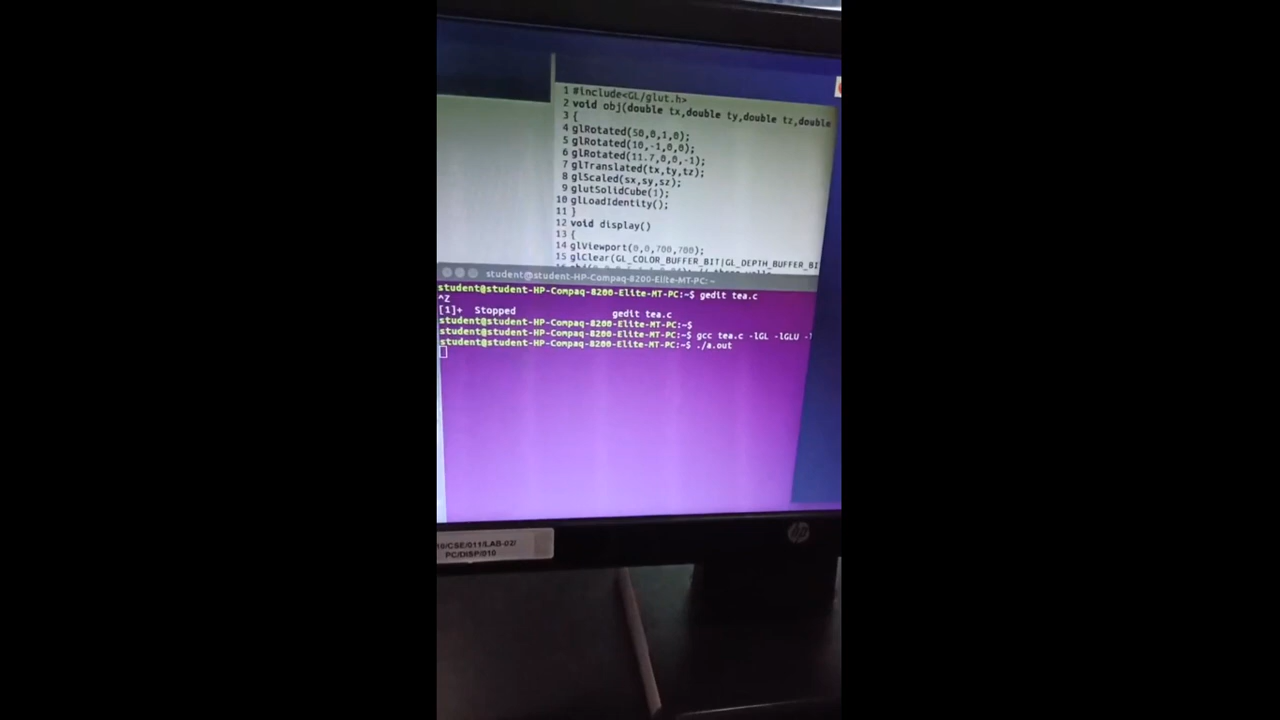 1 #include<GL/glut.h>
2 void obj(double tx,double ty,double tz,double
3 {
4 glRotated(50,0,1,0);
5 glRotated(10,-1,0,0);
6 glRotated(11.7,0,0,-1);
7 glTranslated(tx,ty,tz);
8 glScaled(sx,sy,sz);
9 glutSolidCube(1);
10 glLoadIdentity();
11 }
12 void display()
13 {
14 glViewport(0,0,700,700);
15 glClear(GL_COLOR_BUFFER_BIT|GL_DEPTH_BUFFER_BI
student@student-HP-Compaq-8200-Elite-MT-PC: ~
student@student-HP-Compaq-8200-Elite-MT-PC:~$ gedit tea.c
^Z
[1]+ Stopped gedit tea.c
student@student-HP-Compaq-8200-Elite-MT-PC:~$
student@student-HP-Compaq-8200-Elite-MT-PC:~$ gcc tea.c -lGL -lGLU -l
student@student-HP-Compaq-8200-Elite-MT-PC:~$ ./a.out
/CSE/011/LAB-02/
PC/DISP/010
hp